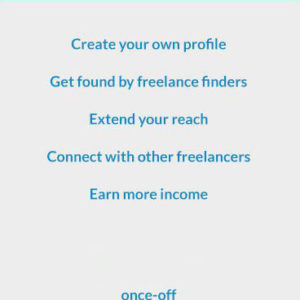 Create your own profile
Get found by freelance finders
Extend your reach
Connect with other freelancers
Earn more income
once-off